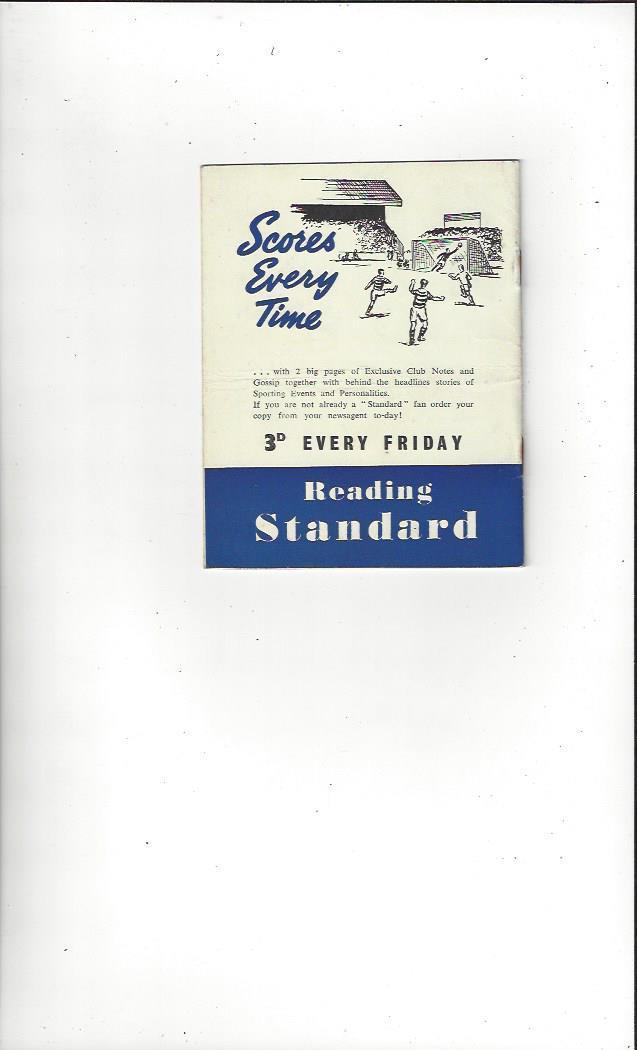 Scores
Every
Time
. . . with 2 big pages of Exclusive Club Notes and
Gossip together with behind the headlines stories of
Sporting Events and Personalities.
If you are not already a "Standard" fan order your
copy from your newsagent to-day!
3D EVERY FRIDAY
Reading
Standard